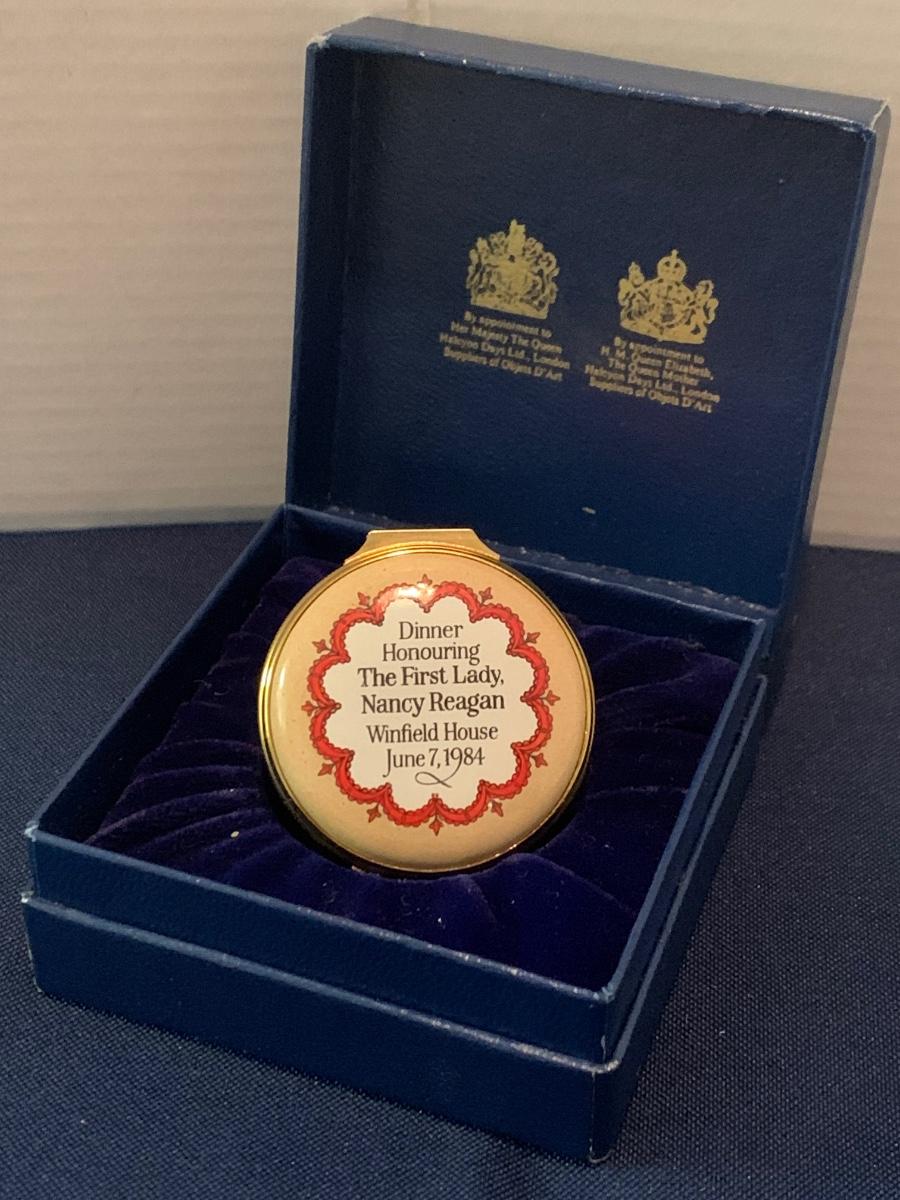 By appointment to
Her Majesty The Queen
Halcyon Days Ltd., London
Suppliers of Objets D'Art
By appointment to
H. M. Queen Elizabeth,
The Queen Mother
Halcyon Days Ltd., London
Suppliers of Objets D'Art
Dinner
Honouring
The First Lady,
Nancy Reagan
Winfield House
June 7, 1984